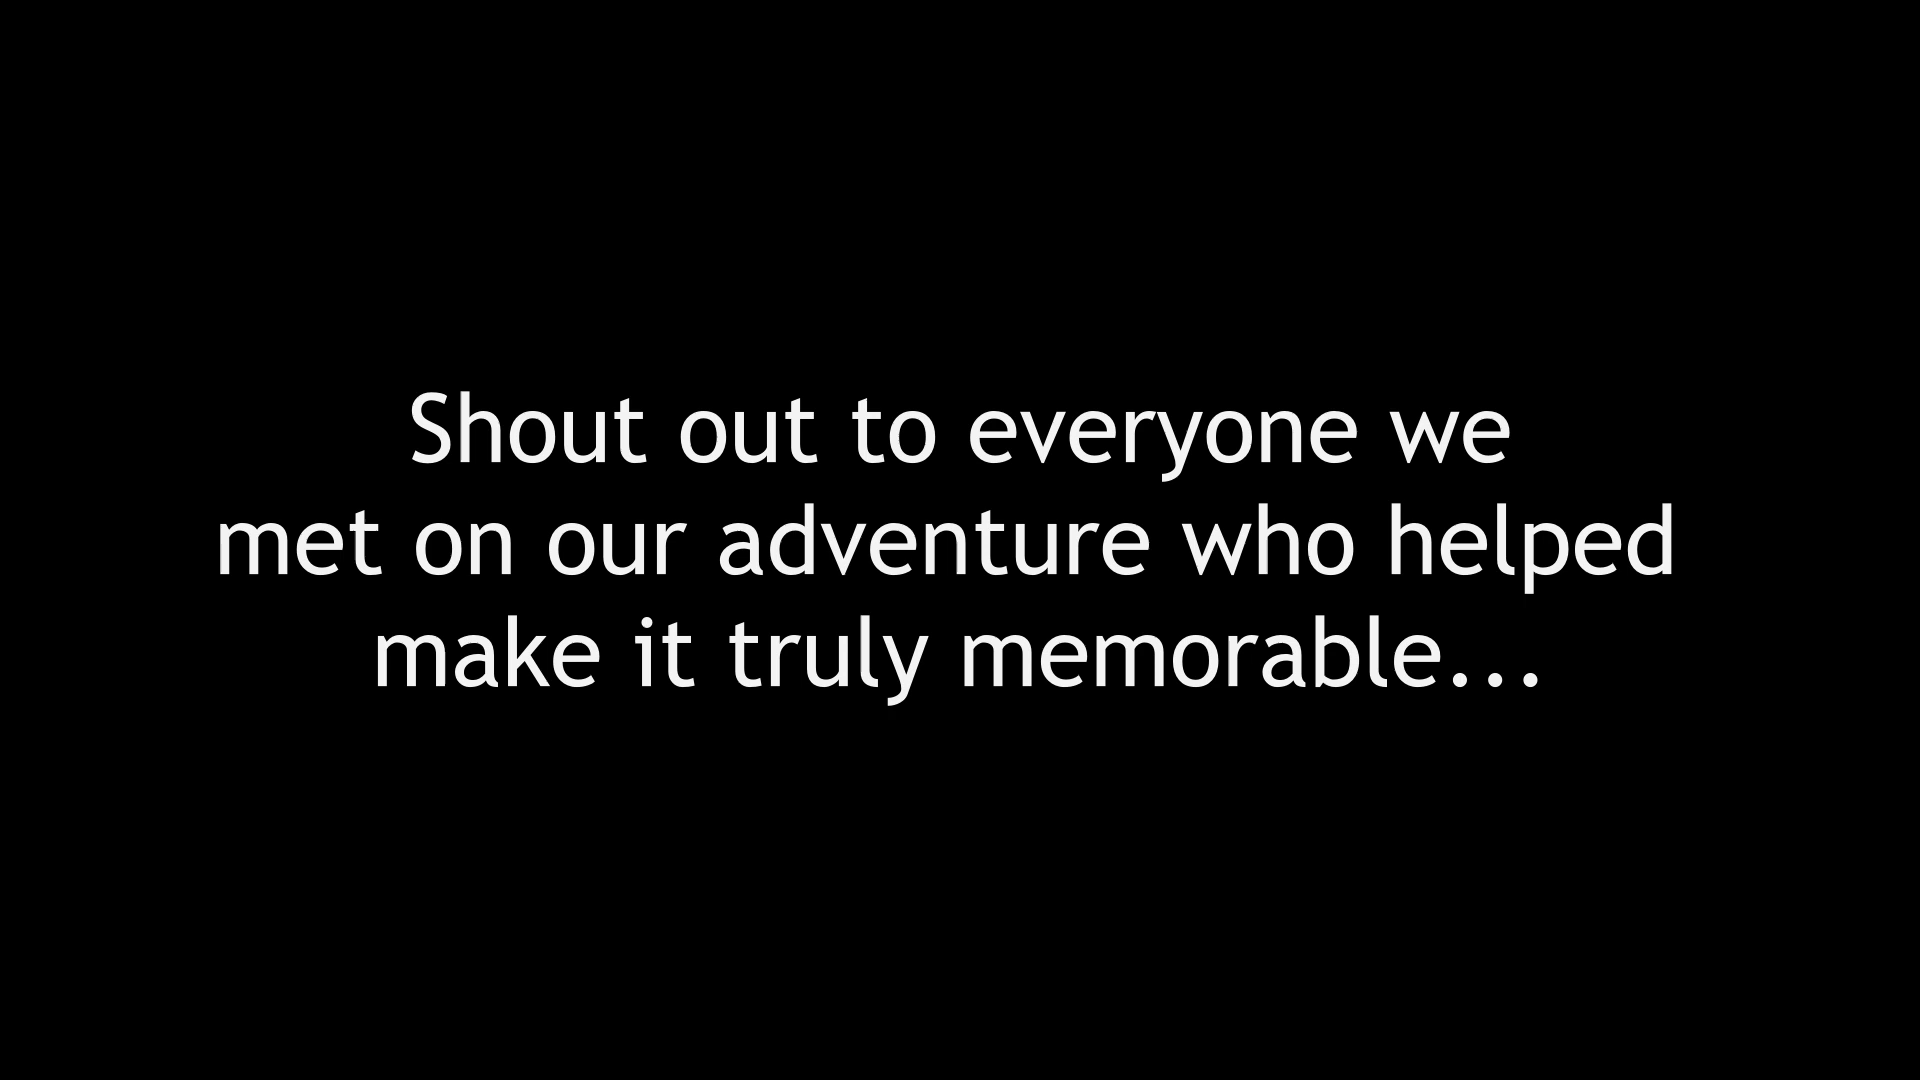 Shout out to everyone we
met on our adventure who helped
make it truly memorable...